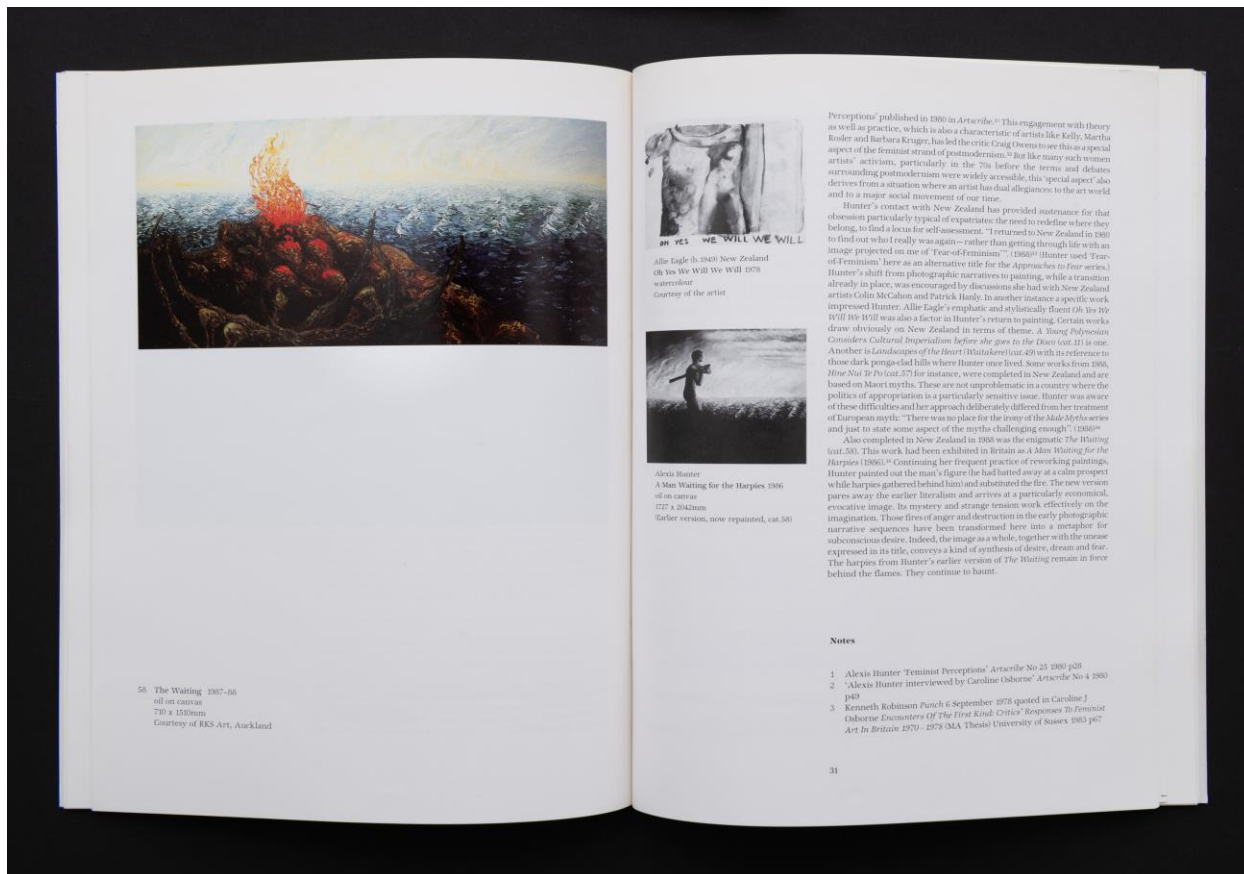 58 The Waiting 1987–88
oil on canvas
710 x 1510mm
Courtesy of RKS Art, Auckland
OH YES WE WILL WE WILL
Allie Eagle (b.1949) New Zealand
Oh Yes We Will We Will 1978
watercolour
Courtesy of the artist
Alexis Hunter
A Man Waiting for the Harpies 1986
oil on canvas
1727 x 2042mm
(Earlier version, now repainted, cat.58)
Perceptions' published in 1980 in Artscribe. This engagement with theory
as well as practice, which is also a characteristic of artists like Kelly, Martha
Rosler and Barbara Kruger, has led the critic Craig Owens to see this as a special
aspect of the feminist strand of postmodernism. But like many such women
artists' activism, particularly in the 70s before the terms and debates
surrounding postmodernism were widely accessible, this 'special aspect' also
derives from a situation where an artist has dual allegiances: to the art world
and to a major social movement of our time.
Hunter's contact with New Zealand has provided sustenance for that
obsession particularly typical of expatriates: the need to redefine where they
belong, to find a locus for self-assessment. "I returned to New Zealand in 1980
to find out who I really was again — rather than getting through life with an
image projected on me of 'Fear-of-Feminism'". (1988) (Hunter used 'Fear-
of-Feminism' here as an alternative title for the Approaches to Fear series.)
Hunter's shift from photographic narratives to painting, while a transition
already in place, was encouraged by discussions she had with New Zealand
artists Colin McCahon and Patrick Hanly. In another instance a specific work
impressed Hunter. Allie Eagle's emphatic and stylistically fluent Oh Yes We
Will We Will was also a factor in Hunter's return to painting. Certain works
draw obviously on New Zealand in terms of theme. A Young Polynesian
Considers Cultural Imperialism before she goes to the Disco (cat.11) is one.
Another is Landscapes of the Heart (Waitakere) (cat.49) with its reference to
those dark ponga-clad hills where Hunter once lived. Some works from 1988,
Hine Nui Te Po (cat.57) for instance, were completed in New Zealand and are
based on Maori myths. These are not unproblematic in a country where the
politics of appropriation is a particularly sensitive issue. Hunter was aware
of these difficulties and her approach deliberately differed from her treatment
of European myth: "There was no place for the irony of the Male Myths series
and just to state some aspect of the myths challenging enough". (1988)
Also completed in New Zealand in 1988 was the enigmatic The Waiting
(cat.58). This work had been exhibited in Britain as A Man Waiting for the
Harpies (1986). Continuing her frequent practice of reworking paintings,
Hunter painted out the man's figure (he had batted away at a calm prospect
while harpies gathered behind him) and substituted the fire. The new version
pares away the earlier literalism and arrives at a particularly economical,
evocative image. Its mystery and strange tension work effectively on the
imagination. Those fires of anger and destruction in the early photographic
narrative sequences have been transformed here into a metaphor for
subconscious desire. Indeed, the image as a whole, together with the unease
expressed in its title, conveys a kind of synthesis of desire, dream and fear.
The harpies from Hunter's earlier version of The Waiting remain in force
behind the flames. They continue to haunt.
Notes
1 Alexis Hunter 'Feminist Perceptions' Artscribe No 25 1980 p28
2 'Alexis Hunter interviewed by Caroline Osborne' Artscribe No 4 1980
p49
3 Kenneth Robinson Punch 6 September 1978 quoted in Caroline J
Osborne Encounters Of The First Kind: Critics' Responses To Feminist
Art In Britain 1970 – 1978 (MA Thesis) University of Sussex 1983 p67
31